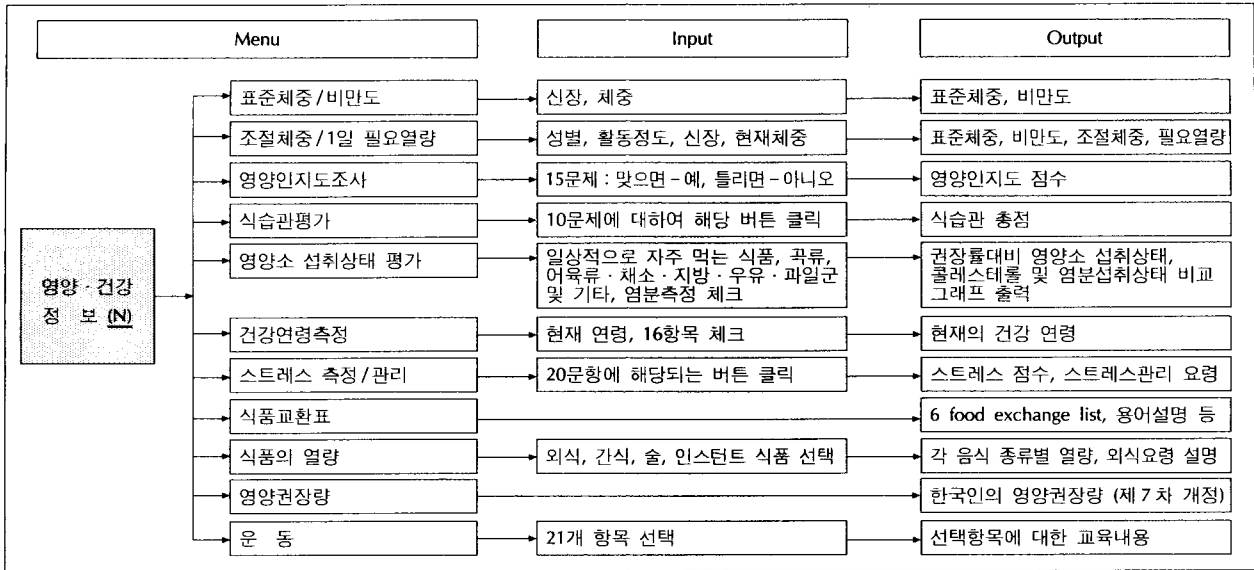 Menu
Input
Output
영양 · 건강
정 보 (N)
표준체중/비만도
신장, 체중
표준체중, 비만도
조절체중/1일 필요열량
성별, 활동정도, 신장, 현재체중
표준체중, 비만도, 조절체중, 필요열량
영양인지도조사
15문제 : 맞으면-예, 틀리면-아니오
영양인지도 점수
식습관평가
10문제에 대하여 해당 버튼 클릭
식습관 총점
영양소 섭취상태 평가
일상적으로 자주 먹는 식품, 곡류,
어육류 · 채소 · 지방 · 우유 · 과일군
및 기타, 염분측정 체크
권장률대비 영양소 섭취상태,
콜레스테롤 및 염분섭취상태 비교
그래프 출력
건강연령측정
현재 연령, 16항목 체크
현재의 건강 연령
스트레스 측정/관리
20문항에 해당되는 버튼 클릭
스트레스 점수, 스트레스관리 요령
식품교환표
6 food exchange list, 용어설명 등
식품의 열량
외식, 간식, 술, 인스턴트 식품 선택
각 음식 종류별 열량, 외식요령 설명
영양권장량
한국인의 영양권장량 (제7차 개정)
운 동
21개 항목 선택
선택항목에 대한 교육내용